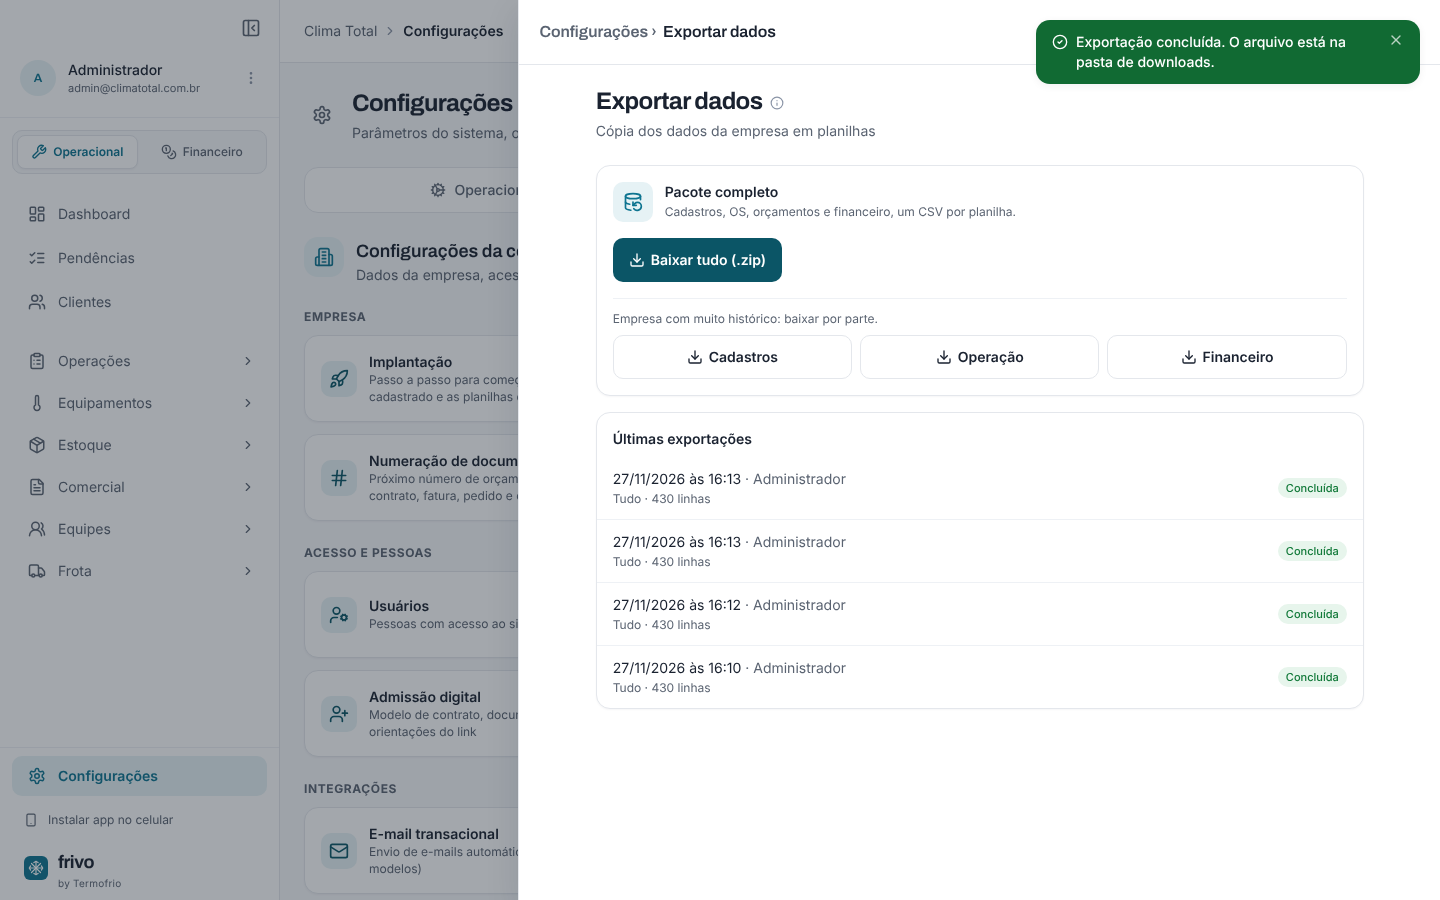 A
Administrador
admin@climatotal.com.br
Operacional
Financeiro
Dashboard
Pendências
Clientes
Operações
Equipamentos
Estoque
Comercial
Equipes
Frota
Configurações
Instalar app no celular
frivo
by Termofrio
Clima Total › Configurações
Configurações
Parâmetros do sistema, c
Operacion
Configurações da co
Dados da empresa, aces
EMPRESA
Implantação
Passo a passo para come
cadastrado e as planilhas
Numeração de docum
Próximo número de orçam
contrato, fatura, pedido e
ACESSO E PESSOAS
Usuários
Pessoas com acesso ao si
Admissão digital
Modelo de contrato, docum
orientações do link
INTEGRAÇÕES
E-mail transacional
Envio de e-mails automátic
modelos)
Configurações › Exportar dados
Exportação concluída. O arquivo está na
pasta de downloads.
Exportar dados
Cópia dos dados da empresa em planilhas
Pacote completo
Cadastros, OS, orçamentos e financeiro, um CSV por planilha.
Baixar tudo (.zip)
Empresa com muito histórico: baixar por parte.
Cadastros
Operação
Financeiro
Últimas exportações
27/11/2026 às 16:13 · Administrador
Tudo · 430 linhas
Concluída
27/11/2026 às 16:13 · Administrador
Tudo · 430 linhas
Concluída
27/11/2026 às 16:12 · Administrador
Tudo · 430 linhas
Concluída
27/11/2026 às 16:10 · Administrador
Tudo · 430 linhas
Concluída